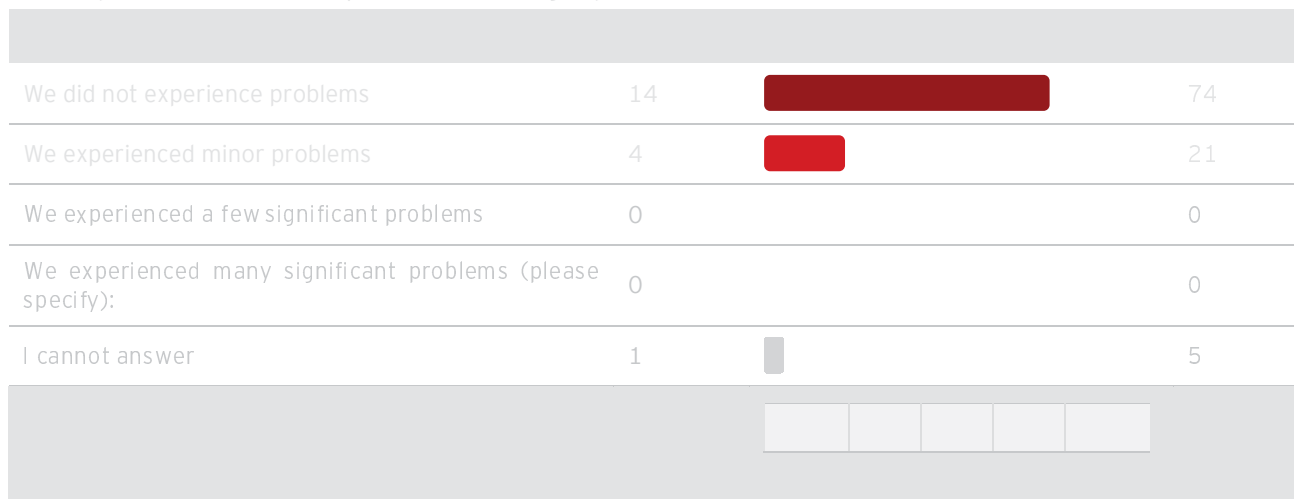 We did not experience problems 14 74
We experienced minor problems 4 21
We experienced a few significant problems 0 0
We experienced many significant problems (please
specify): 0 0
I cannot answer 1 5